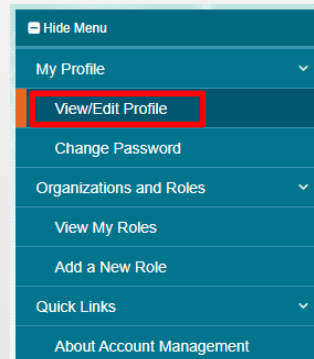 Hide Menu
My Profile
View/Edit Profile
Change Password
Organizations and Roles
View My Roles
Add a New Role
Quick Links
About Account Management